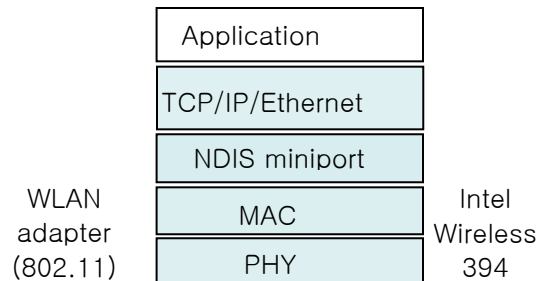 Application
TCP/IP/Ethernet
NDIS miniport
WLAN
adapter
(802.11)
MAC
PHY
Intel
Wireless
394